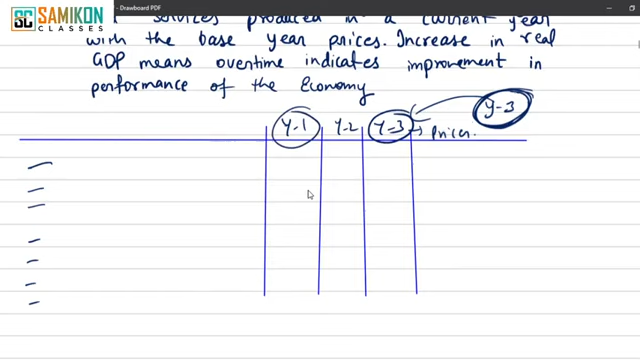 SC SAMIKON CLASSES
- Drawboard PDF
services produced in a current year
with the base year prices. Increase in real
GDP means overtime indicates improvement in
performance of the Economy
Y-3
Y-1 Y-2 Y-3 → Prices.